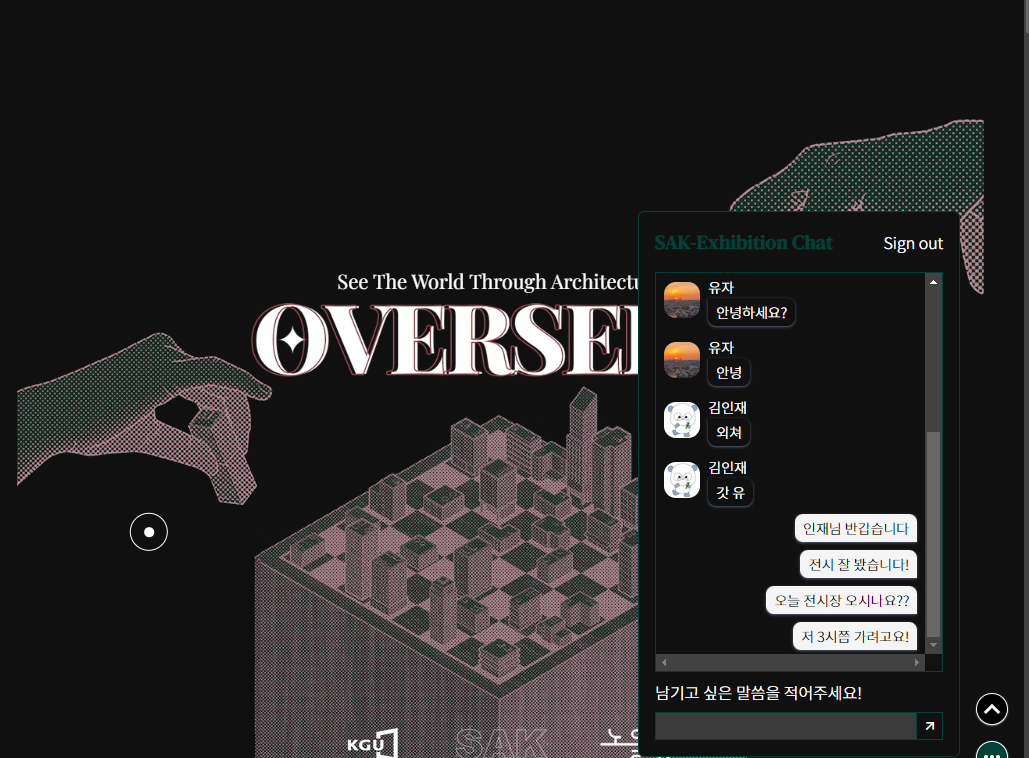 See The World Through Architectu
OVERSEE
KGU
SAK
노을
SAK-Exhibition Chat
Sign out
유자
안녕하세요?
유자
안녕
김인재
외쳐
김인재
갓 유
인재님 반갑습니다
전시 잘 봤습니다!
오늘 전시장 오시나요??
저 3시쯤 가려고요!
남기고 싶은 말씀을 적어주세요!